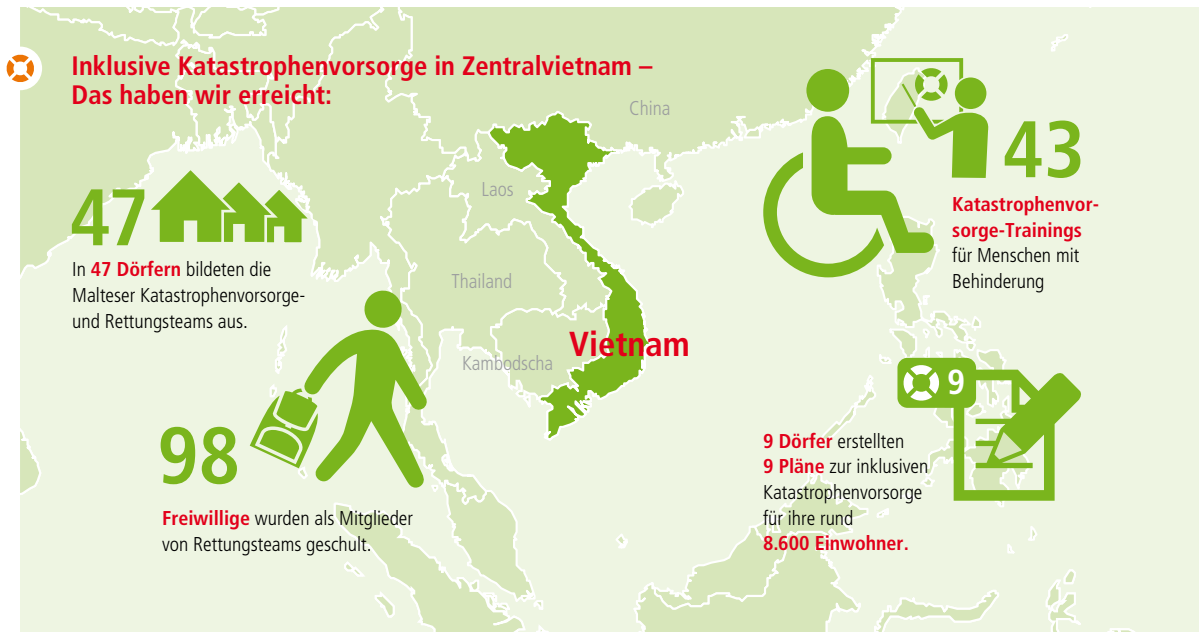 Inklusive Katastrophenvorsorge in Zentralvietnam –
Das haben wir erreicht:
47
In 47 Dörfern bildeten die
Malteser Katastrophenvorsorge-
und Rettungsteams aus.
98
Freiwillige wurden als Mitglieder
von Rettungsteams geschult.
China
Laos
Thailand
Vietnam
Kambodscha
43
Katastrophenvor-
sorge-Trainings
für Menschen mit
Behinderung
9
9 Dörfer erstellten
9 Pläne zur inklusiven
Katastrophenvorsorge
für ihre rund
8.600 Einwohner.